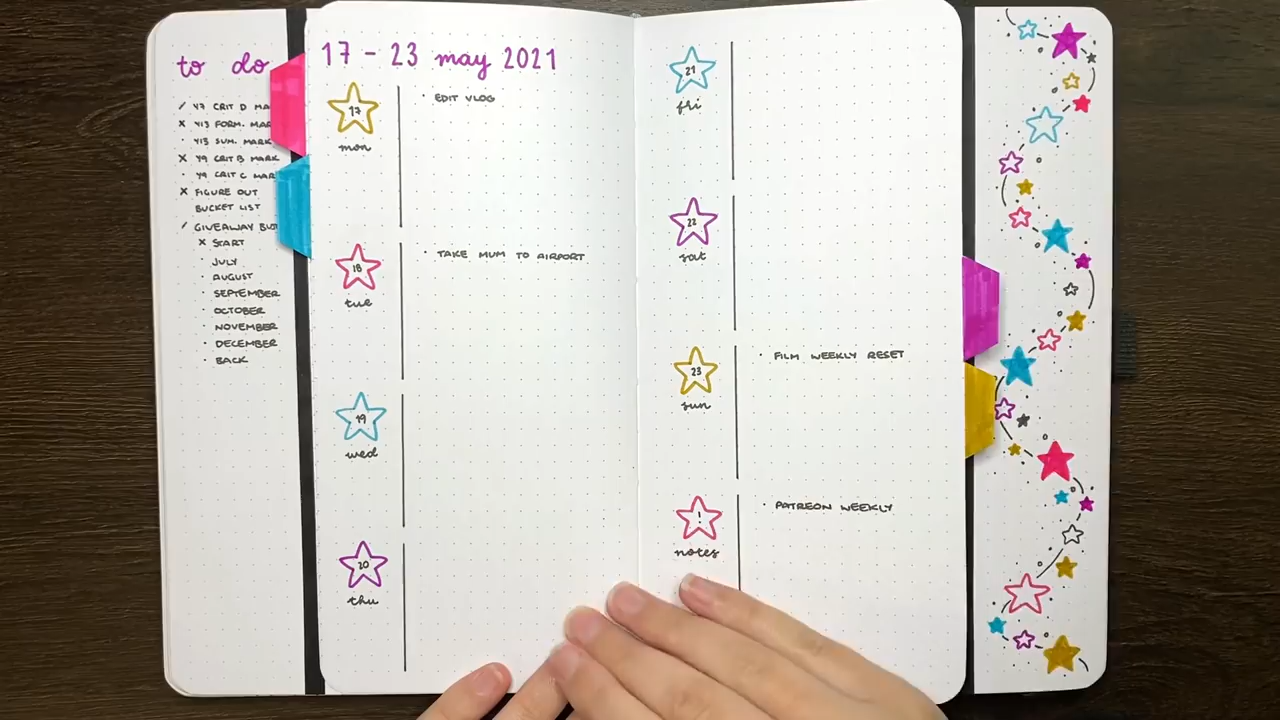 to do
/ Y7 CRIT D MA
x Y13 FORM. MAR
· Y13 SUM. MARK
x Y9 CRIT B MARK
· Y9 CRIT C MAR
x FIGURE OUT
BUCKET LIST
/ GIVEAWAY BU
x START
· JULY
· AUGUST
· SEPTEMBER
· OCTOBER
· NOVEMBER
· DECEMBER
· BACK
17 - 23 may 2021
17
mon
· EDIT VLOG
18
tue
· TAKE MUM TO AIRPORT
19
wed
20
thu
21
fri
22
sat
23
sun
· FILM WEEKLY RESET
!
notes
· PATREON WEEKLY